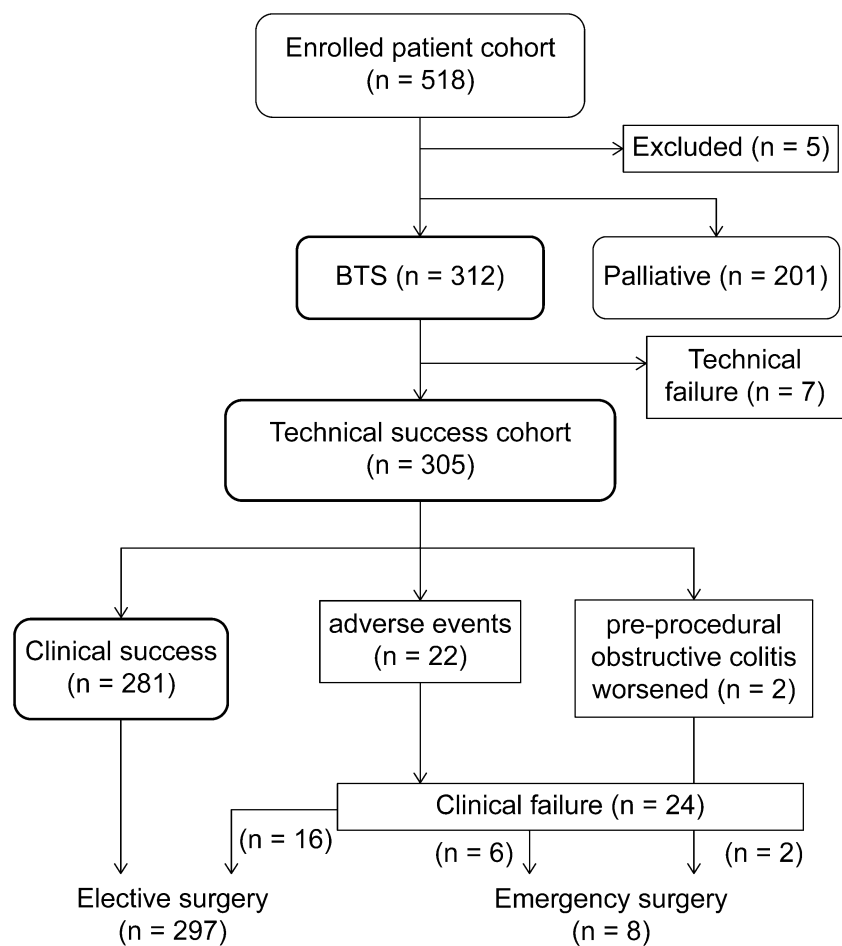 Enrolled patient cohort
(n = 518)
Excluded (n = 5)
BTS (n = 312)
Palliative (n = 201)
Technical
failure (n = 7)
Technical success cohort
(n = 305)
Clinical success
(n = 281)
adverse events
(n = 22)
pre-procedural
obstructive colitis
worsened (n = 2)
Clinical failure (n = 24)
(n = 16)
(n = 6)
(n = 2)
Elective surgery
(n = 297)
Emergency surgery
(n = 8)